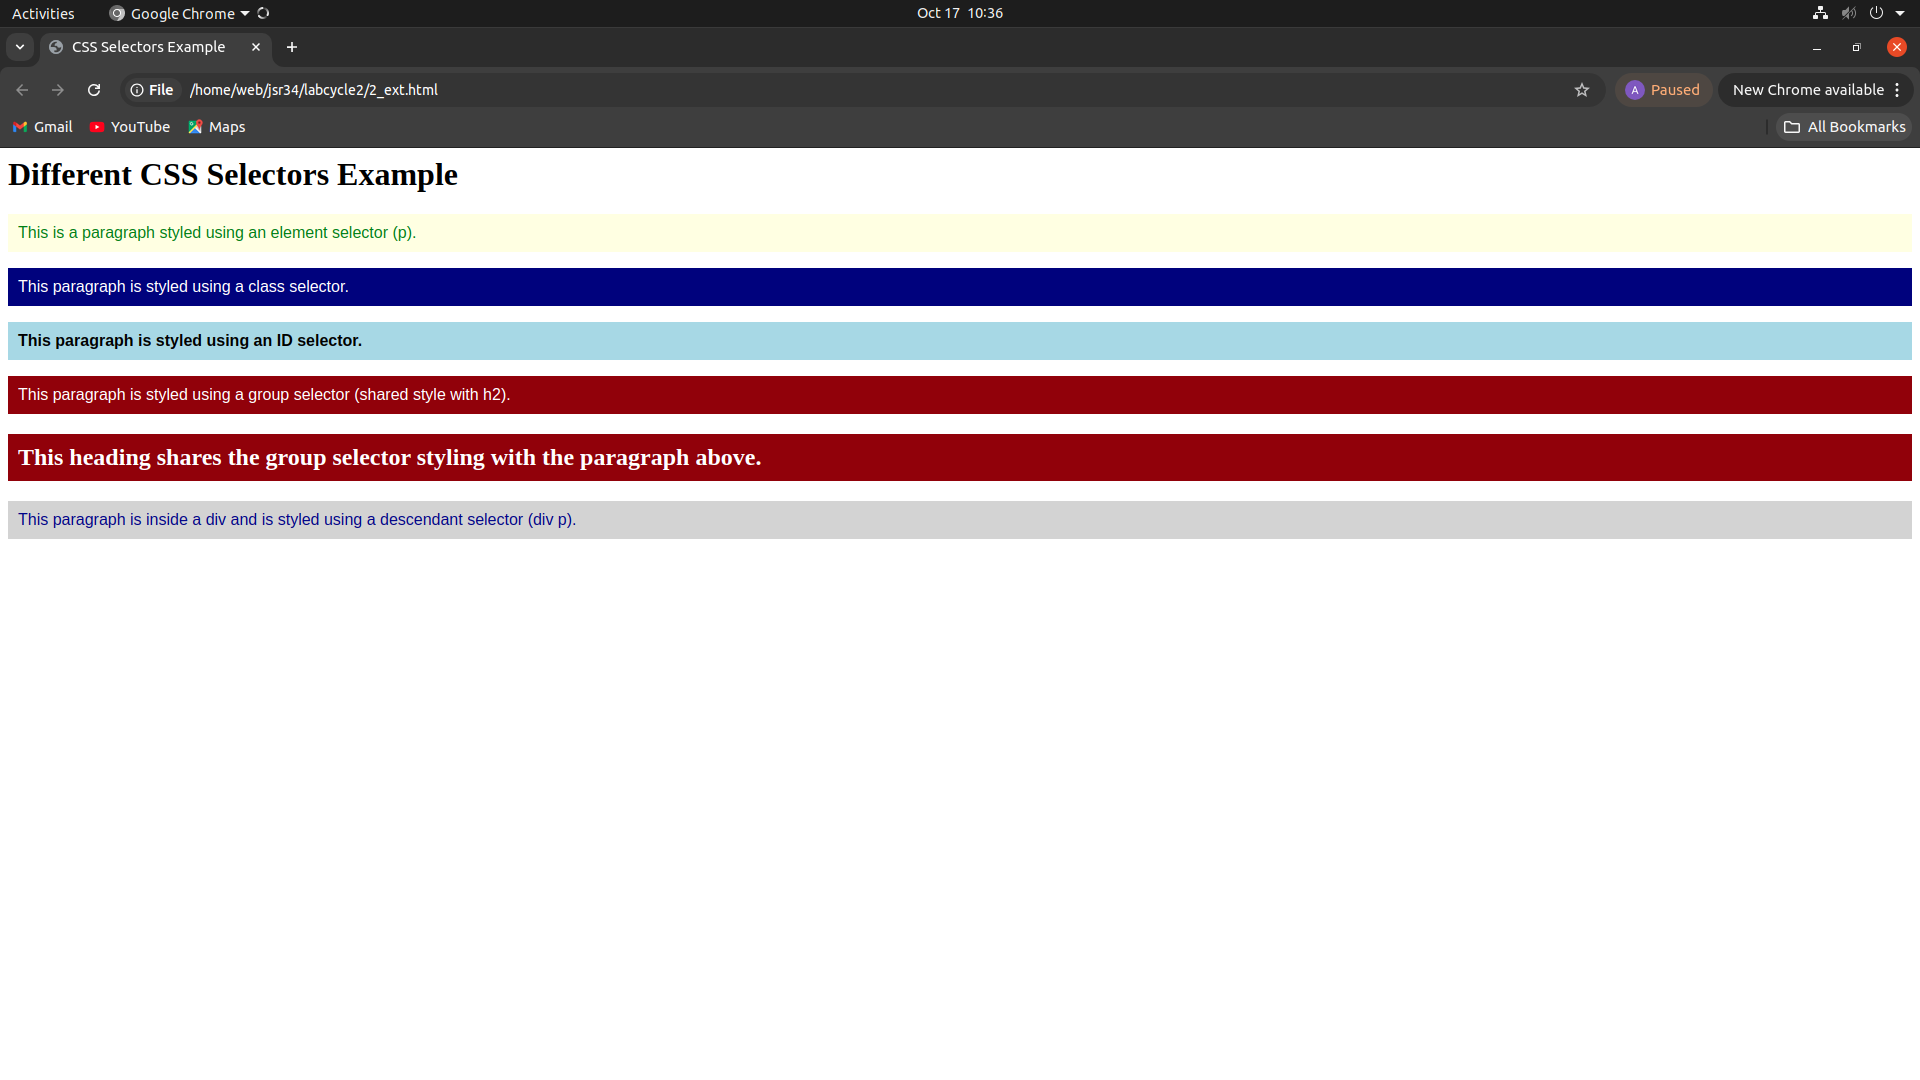 Activities Google Chrome Oct 17 10:36
CSS Selectors Example
File /home/web/jsr34/labcycle2/2_ext.html A Paused New Chrome available
Gmail YouTube Maps All Bookmarks
Different CSS Selectors Example
This is a paragraph styled using an element selector (p).
This paragraph is styled using a class selector.
This paragraph is styled using an ID selector.
This paragraph is styled using a group selector (shared style with h2).
This heading shares the group selector styling with the paragraph above.
This paragraph is inside a div and is styled using a descendant selector (div p).